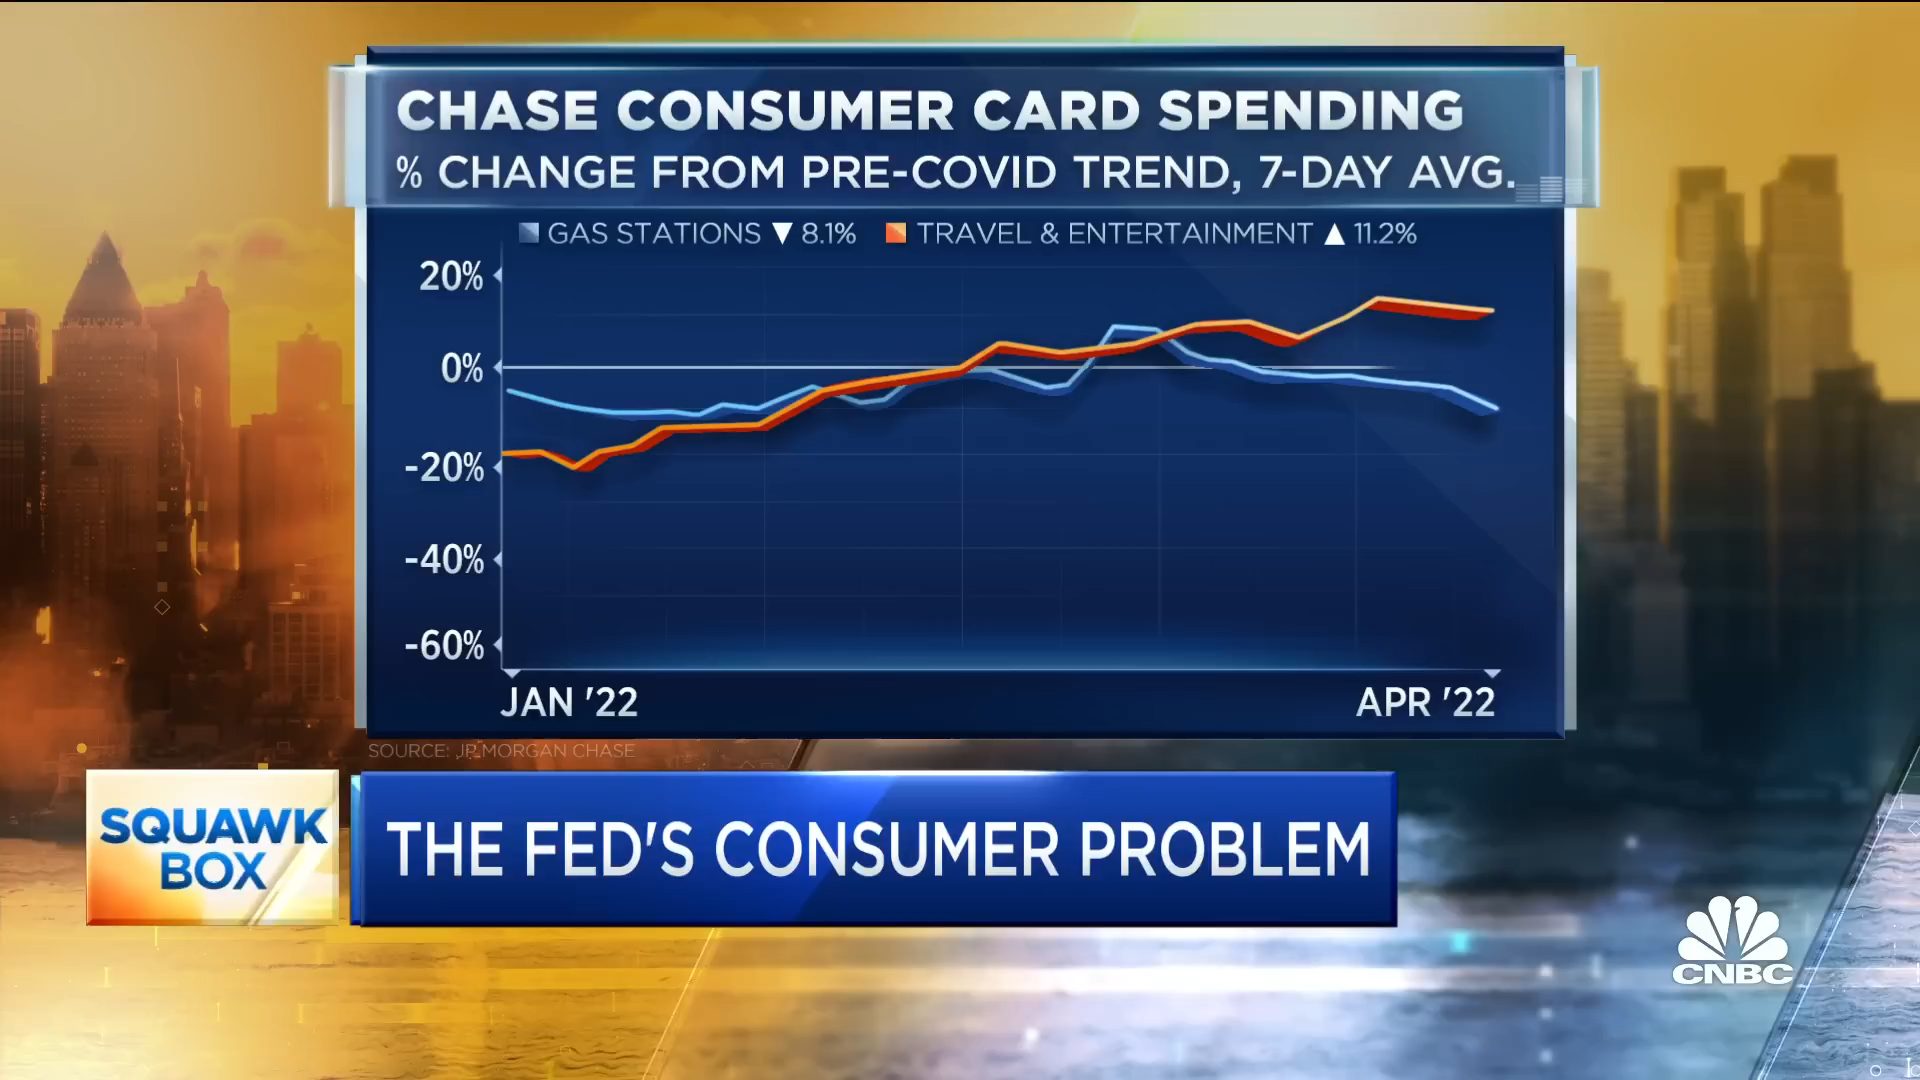 CHASE CONSUMER CARD SPENDING
% CHANGE FROM PRE-COVID TREND, 7-DAY AVG.
GAS STATIONS ▼ 8.1% TRAVEL & ENTERTAINMENT ▲ 11.2%
20%
0%
-20%
-40%
-60%
JAN '22 APR '22
SOURCE: JP MORGAN CHASE
SQUAWK
BOX
THE FED'S CONSUMER PROBLEM
CNBC